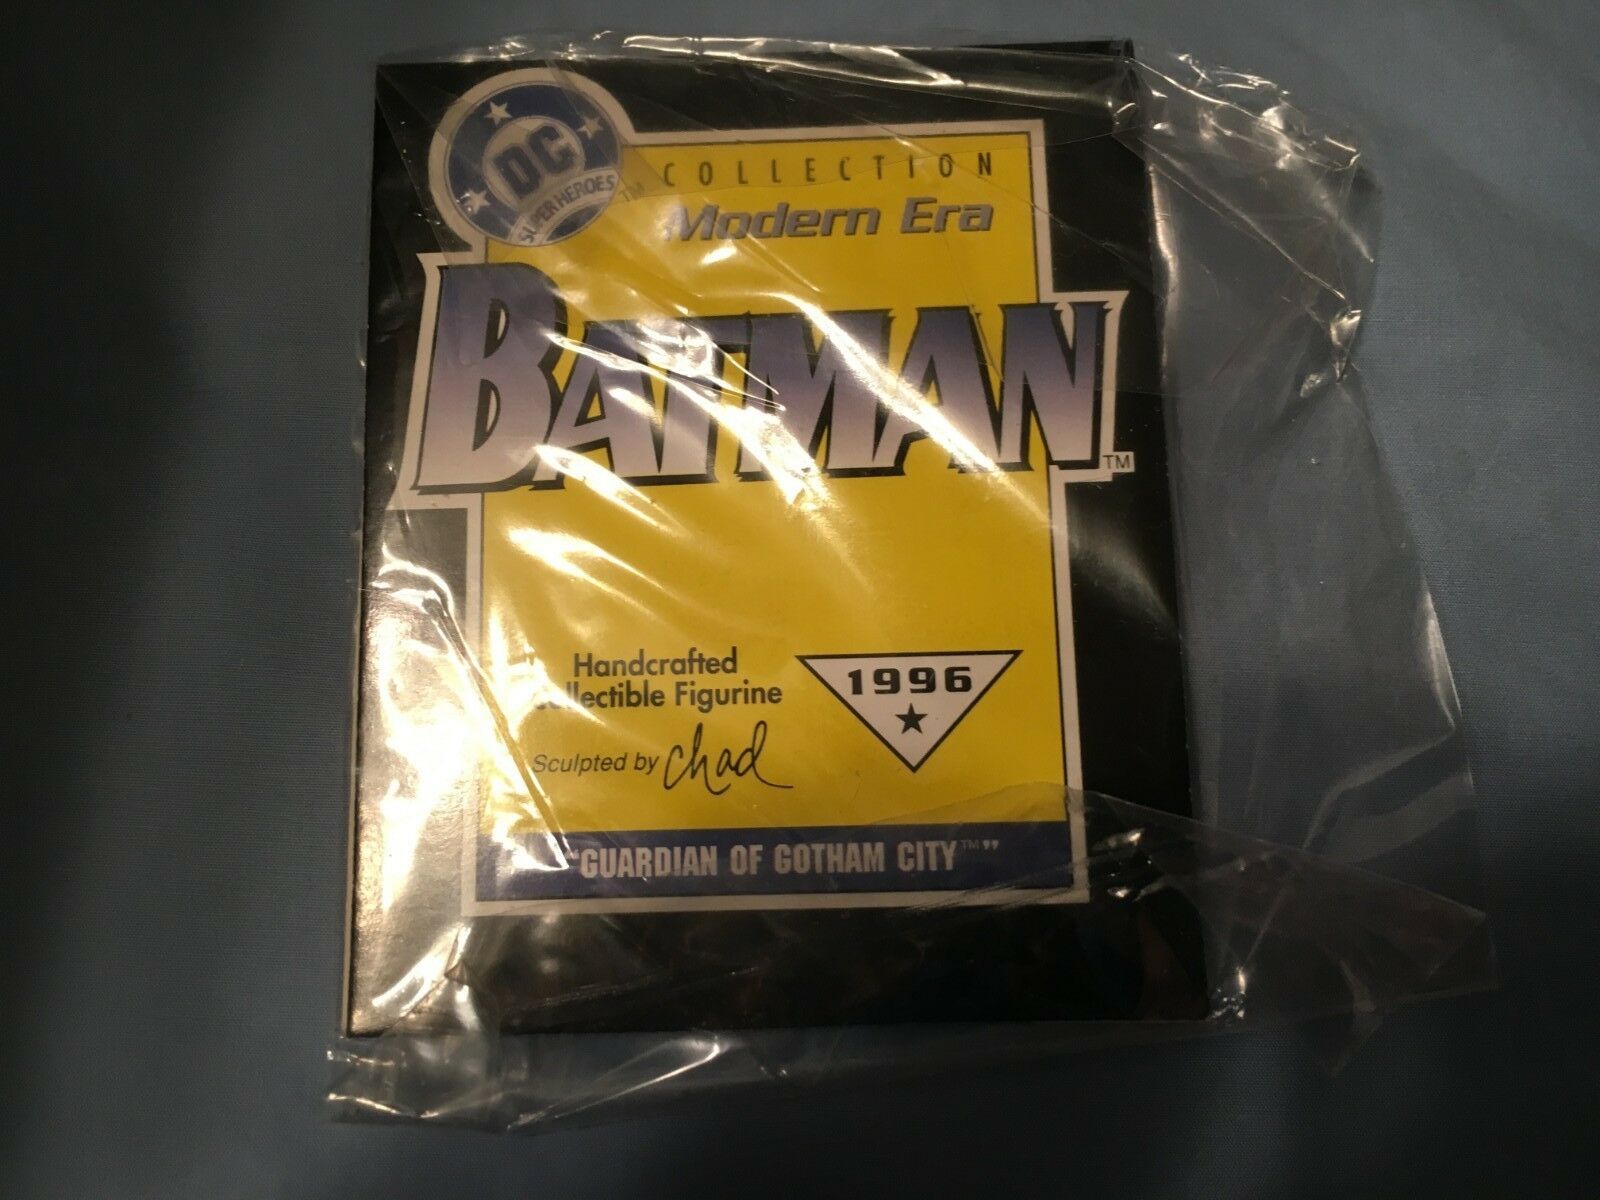 DC
SUPER HEROES
TM
COLLECTION
Modern Era
BATMAN
TM
Handcrafted
Collectible Figurine
Sculpted by Chad
1996
"GUARDIAN OF GOTHAM CITY™"